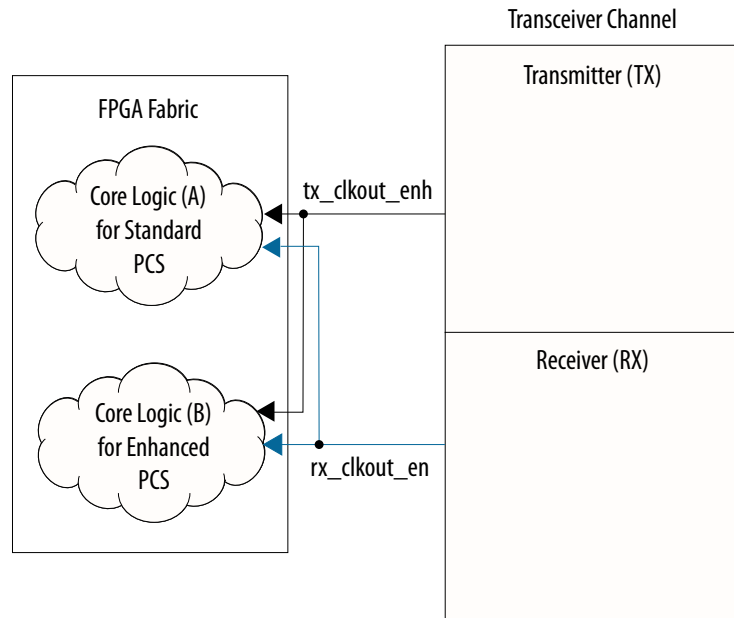 Transceiver Channel
Transmitter (TX)
FPGA Fabric
Core Logic (A)
for Standard
PCS
tx_clkout_enh
Receiver (RX)
Core Logic (B)
for Enhanced
PCS
rx_clkout_en